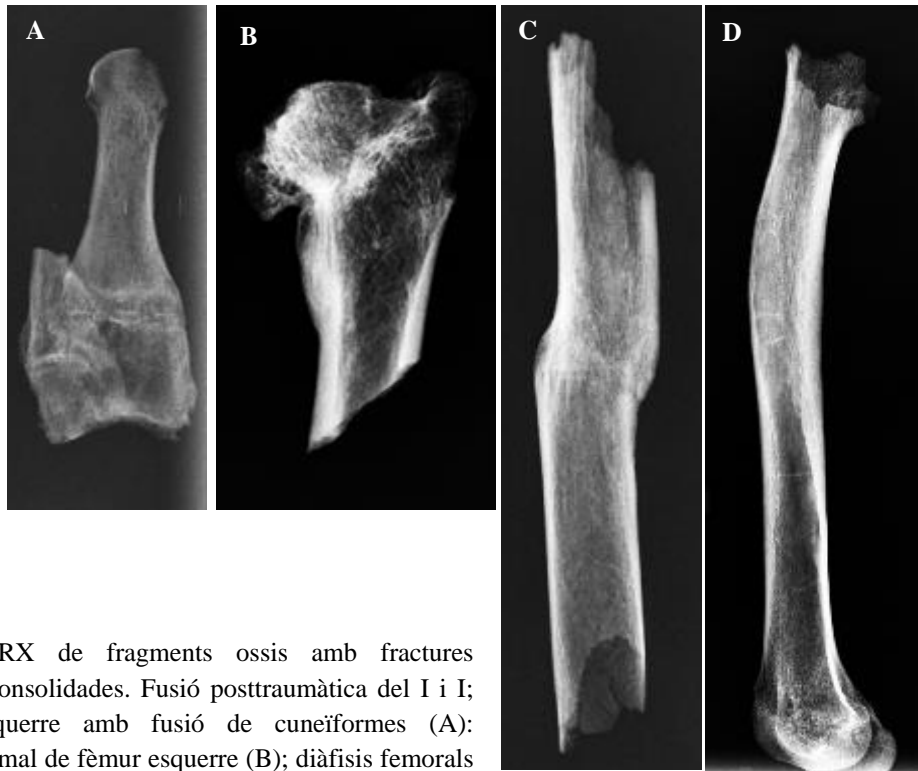 A
B
C
D
RX de fragments ossis amb fractures
onsolidades. Fusió posttraumàtica del I i I;
querre amb fusió de cuneïformes (A):
mal de fèmur esquerre (B); diàfisis femorals